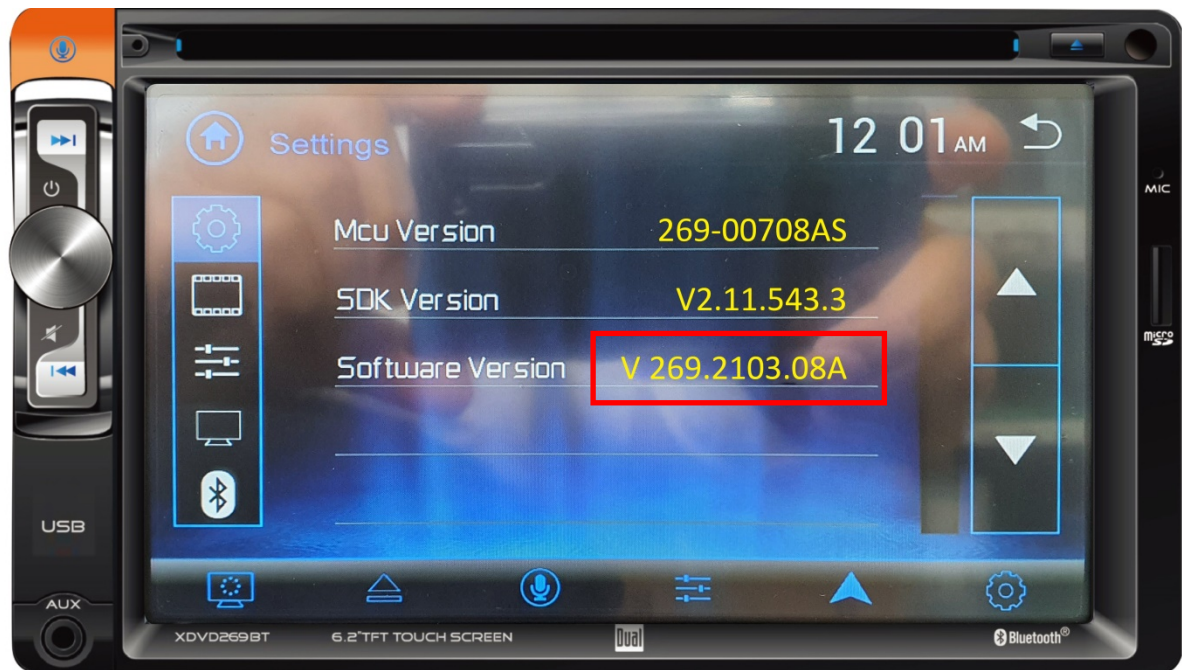 Settings
12 01 AM
Mcu Version 269-00708AS
SDK Version V2.11.543.3
Software Version V 269.2103.08A
MIC
micro
USB
AUX
XDVD269BT 6.2"TFT TOUCH SCREEN Dual Bluetooth®